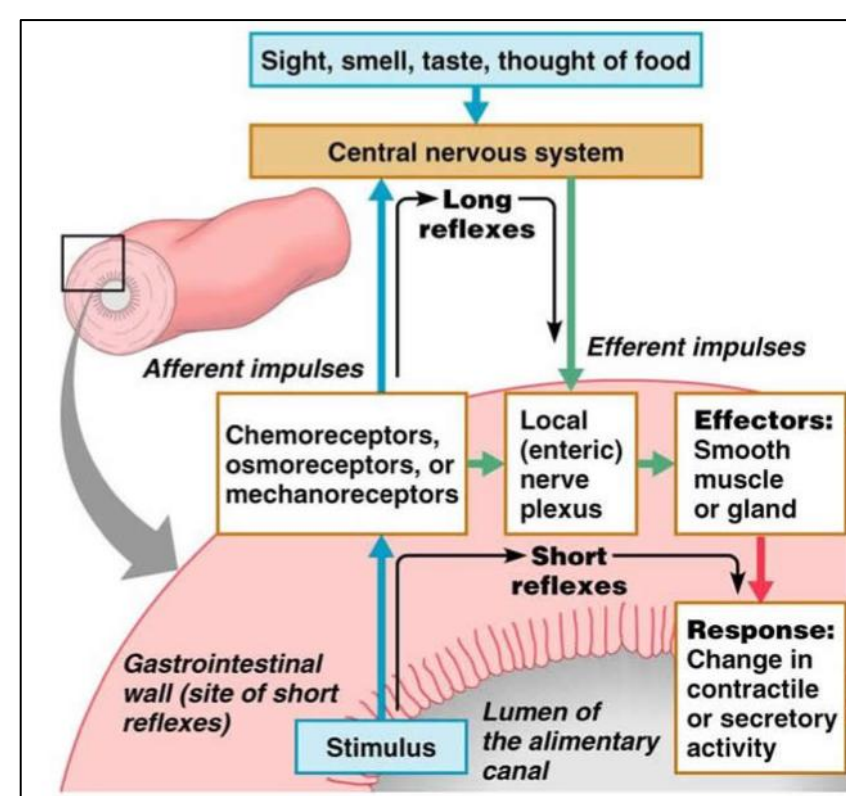 Sight, smell, taste, thought of food
Central nervous system
Long
reflexes
Afferent impulses
Efferent impulses
Chemoreceptors,
osmoreceptors, or
mechanoreceptors
Local
(enteric)
nerve
plexus
Effectors:
Smooth
muscle
or gland
Short
reflexes
Gastrointestinal
wall (site of short
reflexes)
Response:
Change in
contractile
or secretory
activity
Stimulus
Lumen of
the alimentary
canal